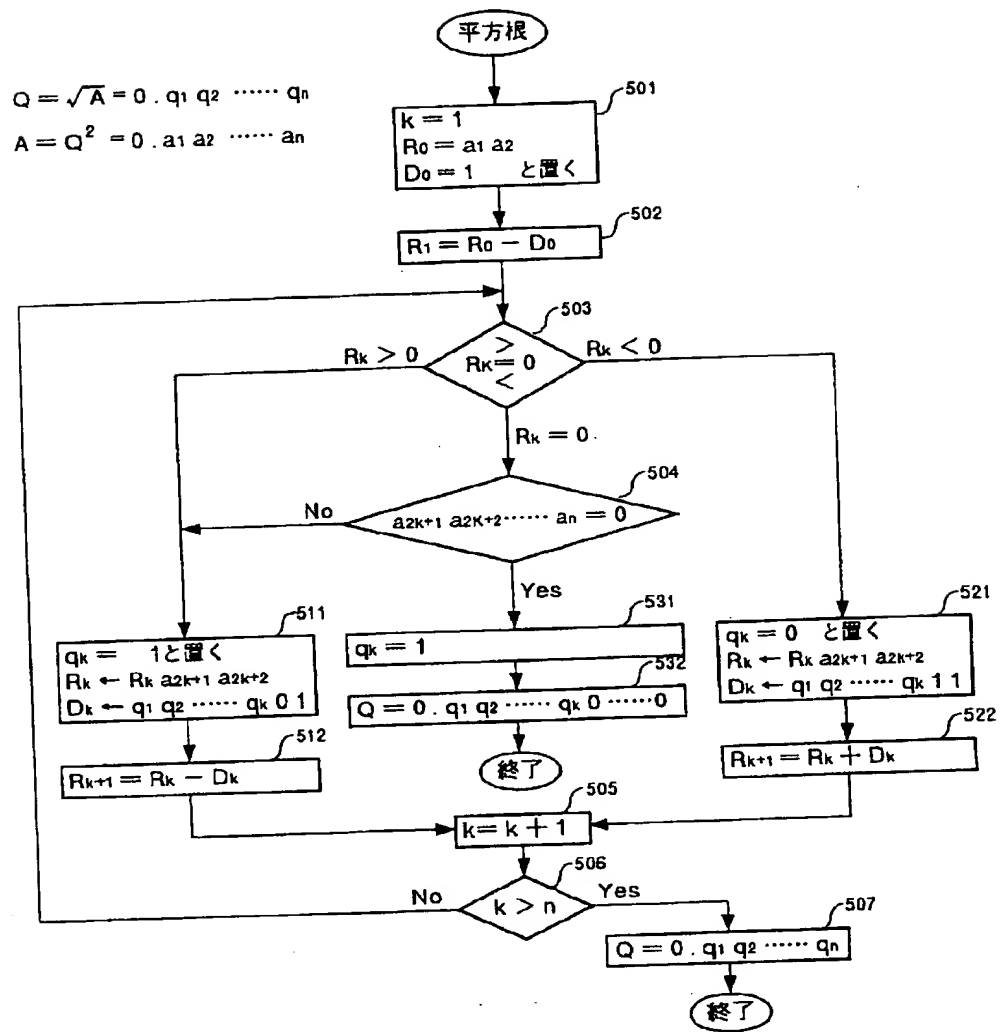 平方根
Q = √A = 0 . q1 q2 ‥‥‥ qn
A = Q² = 0 . a1 a2 ‥‥‥ an
501
k = 1
R0 = a1 a2
D0 = 1 と置く
502
R1 = R0 − D0
503
Rk > 0
>
RK = 0
<
Rk < 0
Rk = 0.
504
No
a2k+1 a2K+2 ‥‥‥ an = 0
Yes
511
qk = 1と置く
Rk ← Rk a2k+1 a2k+2
Dk ← q1 q2 ‥‥‥ qk 0 1
512
Rk+1 = Rk − Dk
531
qk = 1
532
Q = 0 . q1 q2 ‥‥‥ qk 0 ‥‥‥ 0
終了
521
qk = 0 と置く
Rk ← Rk a2k+1 a2k+2
Dk ← q1 q2 ‥‥‥ qk 1 1
522
Rk+1 = Rk + Dk
505
k = k + 1
506
No
k > n
Yes
507
Q = 0 . q1 q2 ‥‥‥ qn
終了